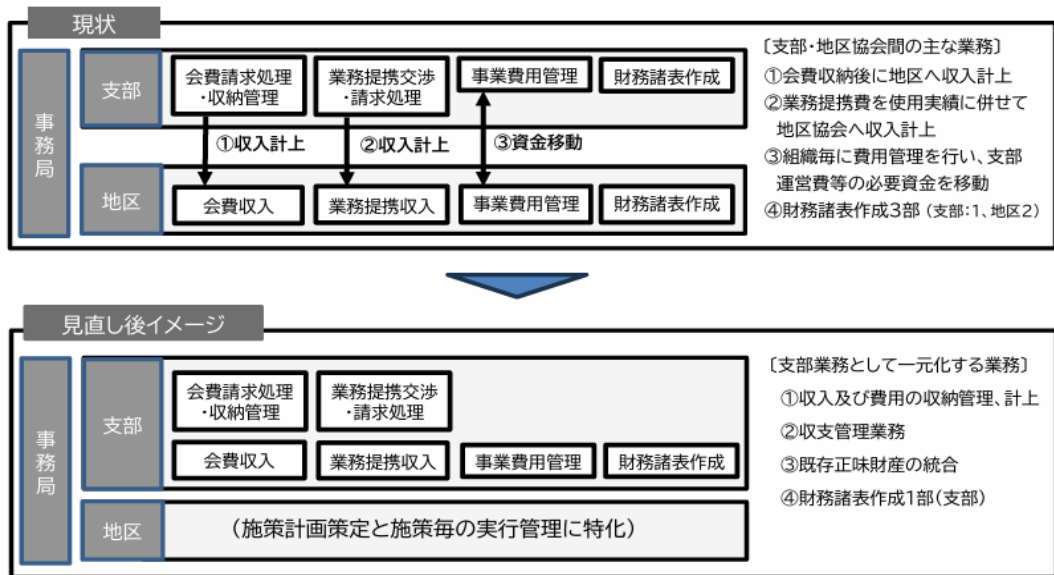 現状
事務局
支部
会費請求処理
・収納管理
業務提携交渉
・請求処理
事業費用管理
財務諸表作成
①収入計上
②収入計上
③資金移動
地区
会費収入
業務提携収入
事業費用管理
財務諸表作成
〔支部・地区協会間の主な業務〕
①会費収納後に地区へ収入計上
②業務提携費を使用実績に併せて
地区協会へ収入計上
③組織毎に費用管理を行い、支部
運営費等の必要資金を移動
④財務諸表作成3部（支部：1、地区2）
見直し後イメージ
事務局
支部
会費請求処理
・収納管理
業務提携交渉
・請求処理
会費収入
業務提携収入
事業費用管理
財務諸表作成
地区
（施策計画策定と施策毎の実行管理に特化）
〔支部業務として一元化する業務〕
①収入及び費用の収納管理、計上
②収支管理業務
③既存正味財産の統合
④財務諸表作成1部（支部）